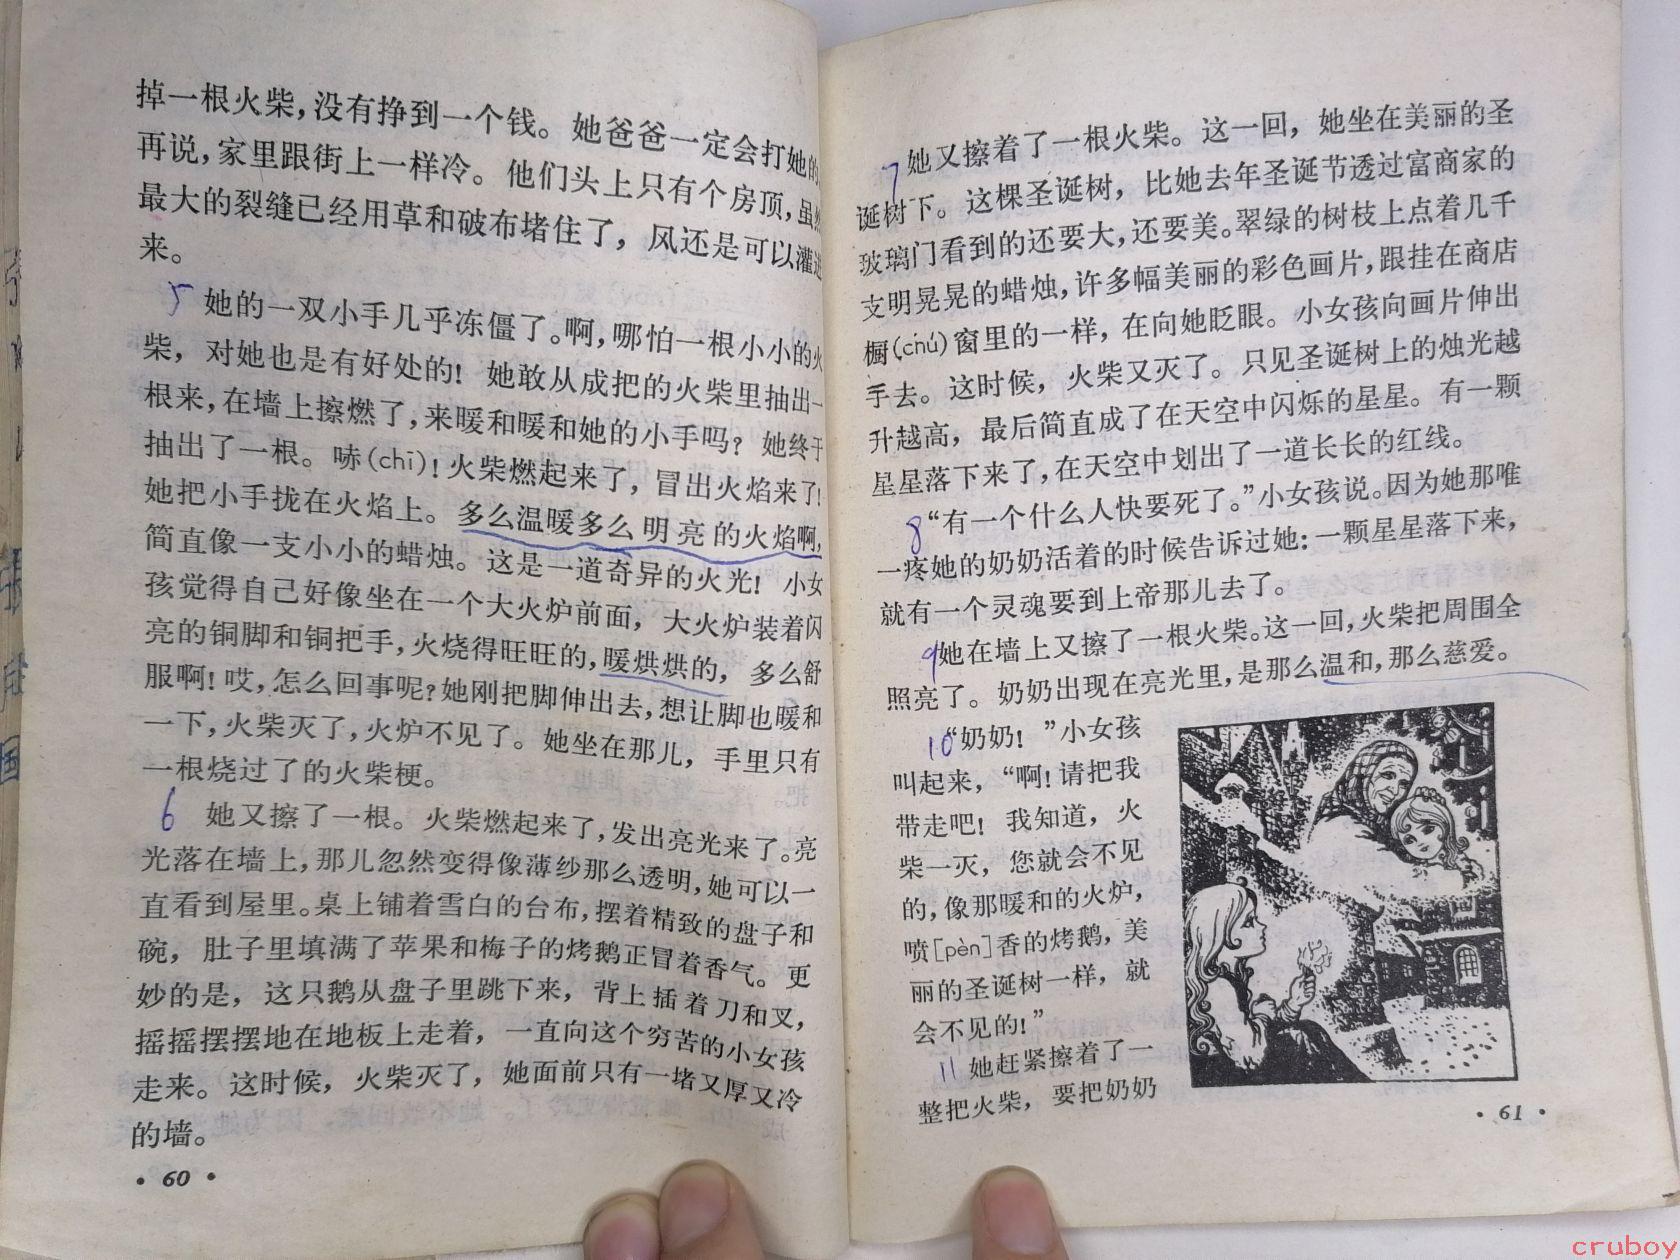 掉一根火柴，没有挣到一个钱。她爸爸一定会打她的
再说，家里跟街上一样冷。他们头上只有个房顶，虽然
最大的裂缝已经用草和破布堵住了，风还是可以灌进
来。
5 她的一双小手几乎冻僵了。啊，哪怕一根小小的火
柴，对她也是有好处的！她敢从成把的火柴里抽出一
根来，在墙上擦燃了，来暖和暖和她的小手吗？她终于
抽出了一根。哧(chī)！火柴燃起来了，冒出火焰来了！
她把小手拢在火焰上。多么温暖多么明亮的火焰啊，
简直像一支小小的蜡烛。这是一道奇异的火光！小女
孩觉得自己好像坐在一个大火炉前面，大火炉装着闪
亮的铜脚和铜把手，火烧得旺旺的，暖烘烘的，多么舒
服啊！哎，怎么回事呢？她刚把脚伸出去，想让脚也暖和
一下，火柴灭了，火炉不见了。她坐在那儿，手里只有
一根烧过了的火柴梗。
6 她又擦了一根。火柴燃起来了，发出亮光来了。亮
光落在墙上，那儿忽然变得像薄纱那么透明，她可以一
直看到屋里。桌上铺着雪白的台布，摆着精致的盘子和
碗，肚子里填满了苹果和梅子的烤鹅正冒着香气。更
妙的是，这只鹅从盘子里跳下来，背上插着刀和叉，
摇摇摆摆地在地板上走着，一直向这个穷苦的小女孩
走来。这时候，火柴灭了，她面前只有一堵又厚又冷
的墙。
• 60 •
7 她又擦着了一根火柴。这一回，她坐在美丽的圣
诞树下。这棵圣诞树，比她去年圣诞节透过富商家的
玻璃门看到的还要大，还要美。翠绿的树枝上点着几千
支明晃晃的蜡烛，许多幅美丽的彩色画片，跟挂在商店
橱(chú)窗里的一样，在向她眨眼。小女孩向画片伸出
手去。这时候，火柴又灭了。只见圣诞树上的烛光越
升越高，最后简直成了在天空中闪烁的星星。有一颗
星星落下来了，在天空中划出了一道长长的红线。
8 “有一个什么人快要死了。”小女孩说。因为她那唯
一疼她的奶奶活着的时候告诉过她：一颗星星落下来，
就有一个灵魂要到上帝那儿去了。
9 她在墙上又擦了一根火柴。这一回，火柴把周围全
照亮了。奶奶出现在亮光里，是那么温和，那么慈爱。
10 “奶奶！”小女孩
叫起来，“啊！请把我
带走吧！我知道，火
柴一灭，您就会不见
的，像那暖和的火炉，
喷[pèn]香的烤鹅，美
丽的圣诞树一样，就
会不见的！”
11 她赶紧擦着了一
整把火柴，要把奶奶
• 61 •
cruboy